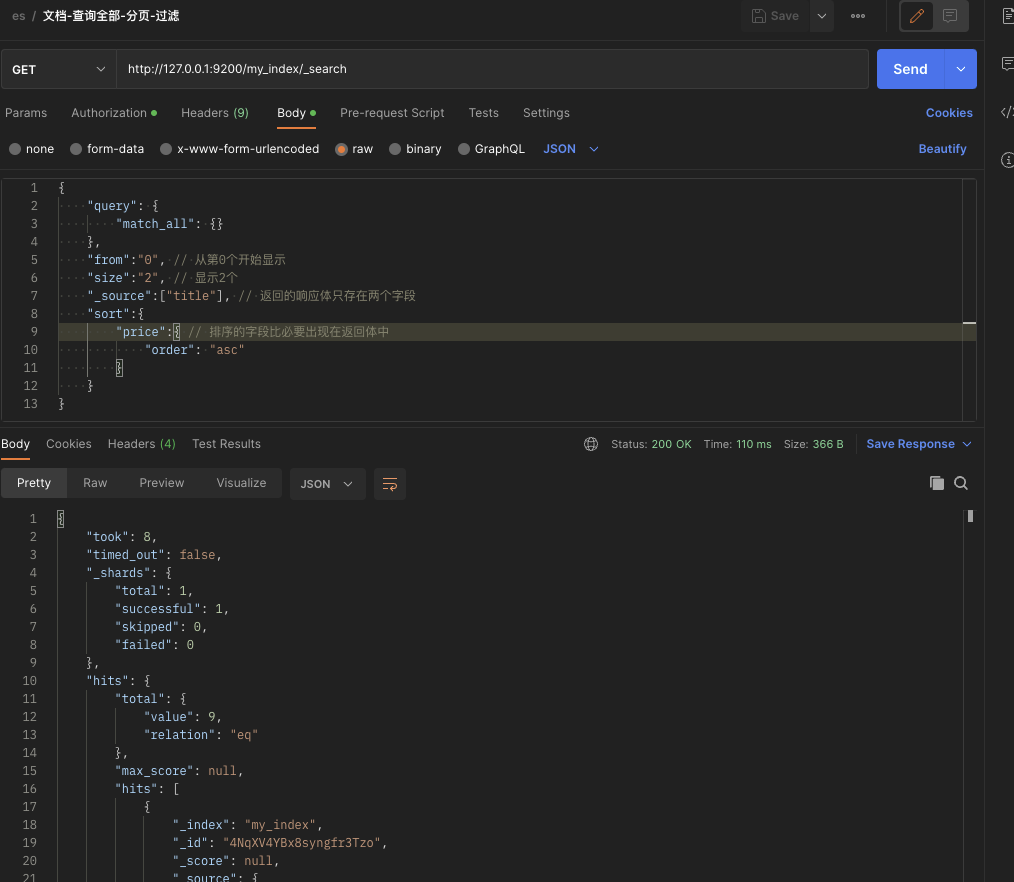 es / 文档-查询全部-分页-过滤
Save
GET http://127.0.0.1:9200/my_index/_search Send
Params Authorization Headers (9) Body Pre-request Script Tests Settings Cookies
none form-data x-www-form-urlencoded raw binary GraphQL JSON Beautify
1 {
2 "query": {
3 "match_all": {}
4 },
5 "from":"0", // 从第0个开始显示
6 "size":"2", // 显示2个
7 "_source":["title"], // 返回的响应体只存在两个字段
8 "sort":{
9 "price":{ // 排序的字段比必要出现在返回体中
10 "order": "asc"
11 }
12 }
13 }
Body Cookies Headers (4) Test Results Status: 200 OK Time: 110 ms Size: 366 B Save Response
Pretty Raw Preview Visualize JSON
1 {
2 "took": 8,
3 "timed_out": false,
4 "_shards": {
5 "total": 1,
6 "successful": 1,
7 "skipped": 0,
8 "failed": 0
9 },
10 "hits": {
11 "total": {
12 "value": 9,
13 "relation": "eq"
14 },
15 "max_score": null,
16 "hits": [
17 {
18 "_index": "my_index",
19 "_id": "4NqXV4YBx8syngfr3Tzo",
20 "_score": null,
21 "_source": {